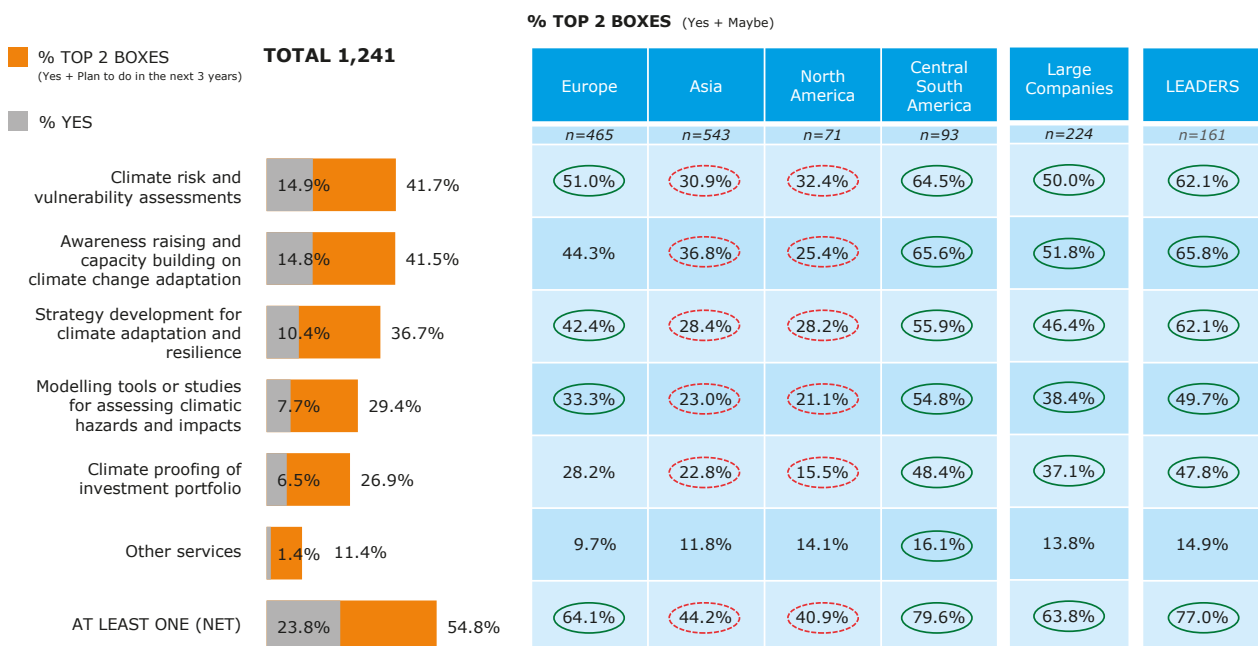 % TOP 2 BOXES (Yes + Maybe)
% TOP 2 BOXES
(Yes + Plan to do in the next 3 years)
TOTAL 1,241
% YES
Europe
Asia
North
America
Central
South
America
Large
Companies
LEADERS
n=465
n=543
n=71
n=93
n=224
n=161
Climate risk and
vulnerability assessments
14.9%
41.7%
51.0%
30.9%
32.4%
64.5%
50.0%
62.1%
Awareness raising and
capacity building on
climate change adaptation
14.8%
41.5%
44.3%
36.8%
25.4%
65.6%
51.8%
65.8%
Strategy development for
climate adaptation and
resilience
10.4%
36.7%
42.4%
28.4%
28.2%
55.9%
46.4%
62.1%
Modelling tools or studies
for assessing climatic
hazards and impacts
7.7%
29.4%
33.3%
23.0%
21.1%
54.8%
38.4%
49.7%
Climate proofing of
investment portfolio
6.5%
26.9%
28.2%
22.8%
15.5%
48.4%
37.1%
47.8%
Other services
1.4%
11.4%
9.7%
11.8%
14.1%
16.1%
13.8%
14.9%
AT LEAST ONE (NET)
23.8%
54.8%
64.1%
44.2%
40.9%
79.6%
63.8%
77.0%